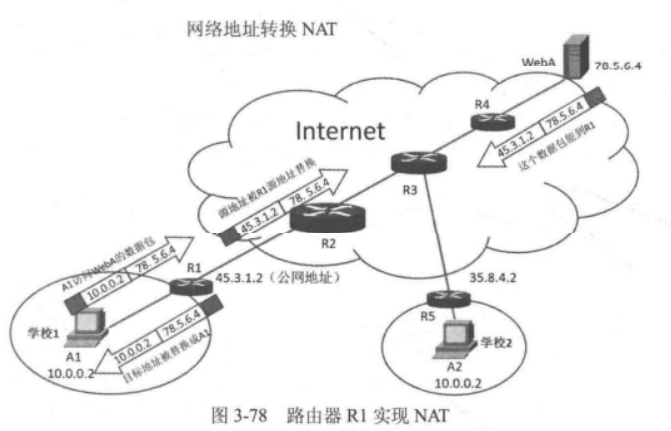 网络地址转换 NAT
WebA
78.5.6.4
R4
Internet
45.3.1.2 78.5.6.4
这个数据包能到R1
R3
源地址被R1源地址替换
45.3.1.2 78.5.6.4
R2
A1访问WebA的数据包
10.0.0.2 78.5.6.4
R1
45.3.1.2（公网地址）
35.8.4.2
R5
学校1
A1
10.0.0.2
10.0.0.2 78.5.6.4
目标地址被替换成A1
学校2
A2
10.0.0.2
图 3-78 路由器 R1 实现 NAT